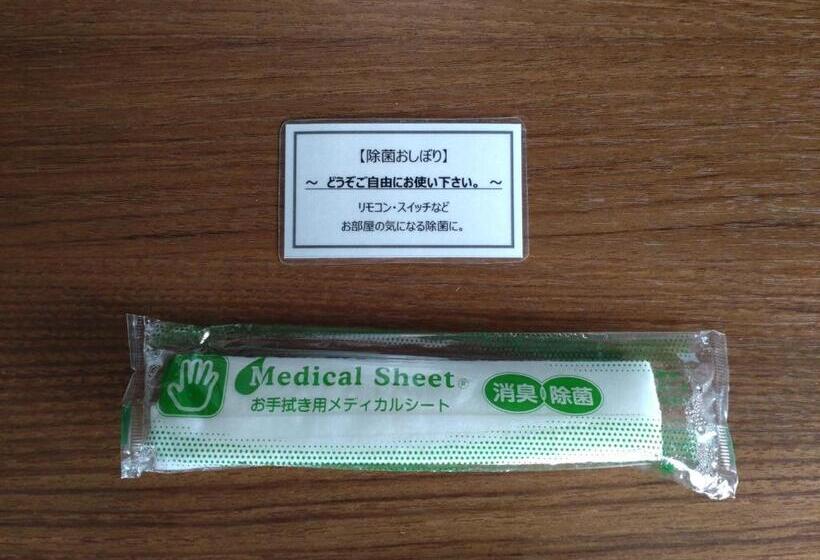 【除菌おしぼり】
～ どうぞご自由にお使い下さい。 ～
リモコン・スイッチなど
お部屋の気になる除菌に。
Medical Sheet®
お手拭き用メディカルシート
消臭 除菌